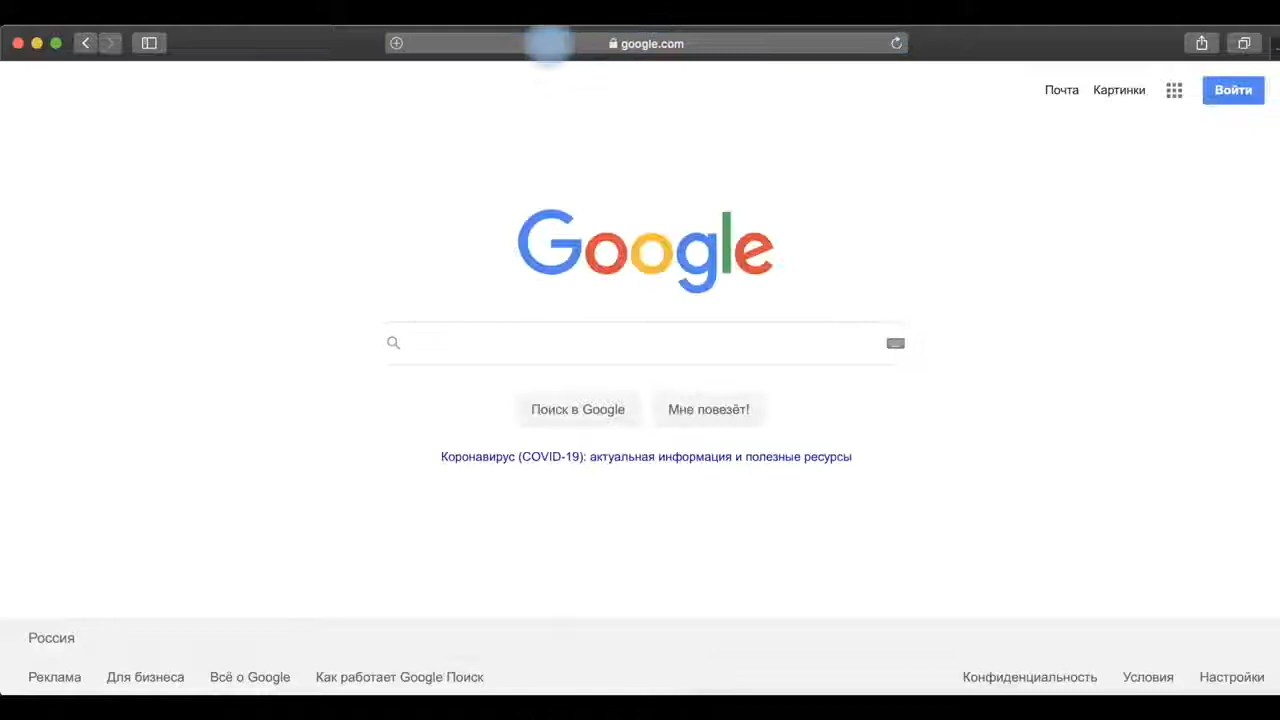 google.com
Почта Картинки Войти
Google
Поиск в Google Мне повезёт!
Коронавирус (COVID-19): актуальная информация и полезные ресурсы
Россия
Реклама Для бизнеса Всё о Google Как работает Google Поиск Конфиденциальность Условия Настройки